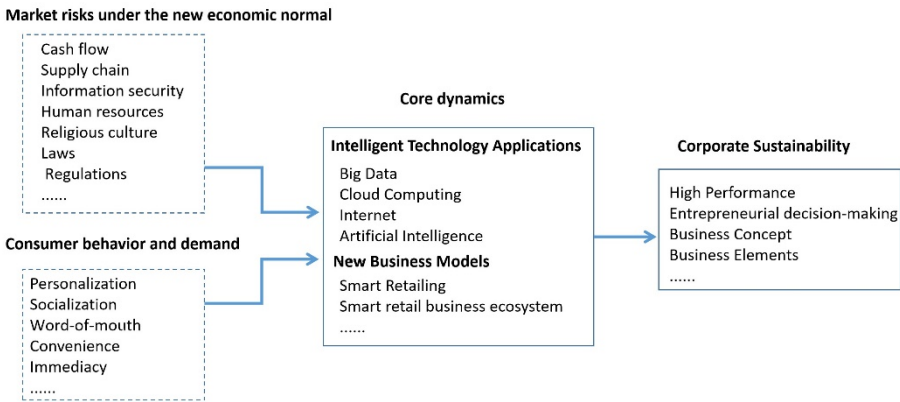 Market risks under the new economic normal
Cash flow
Supply chain
Information security
Human resources
Religious culture
Laws
Regulations
......
Consumer behavior and demand
Personalization
Socialization
Word-of-mouth
Convenience
Immediacy
......
Core dynamics
Intelligent Technology Applications
Big Data
Cloud Computing
Internet
Artificial Intelligence
New Business Models
Smart Retailing
Smart retail business ecosystem
......
Corporate Sustainability
High Performance
Entrepreneurial decision-making
Business Concept
Business Elements
......